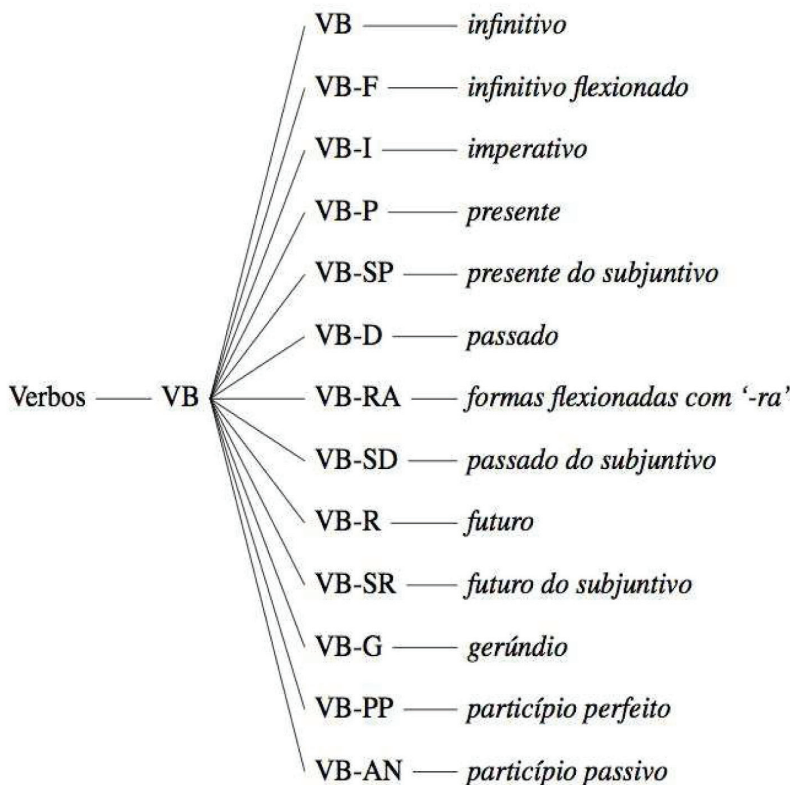 VB infinitivo
VB-F infinitivo flexionado
VB-I imperativo
VB-P presente
VB-SP presente do subjuntivo
VB-D passado
Verbos VB VB-RA formas flexionadas com ‘-ra’
VB-SD passado do subjuntivo
VB-R futuro
VB-SR futuro do subjuntivo
VB-G gerúndio
VB-PP particípio perfeito
VB-AN particípio passivo